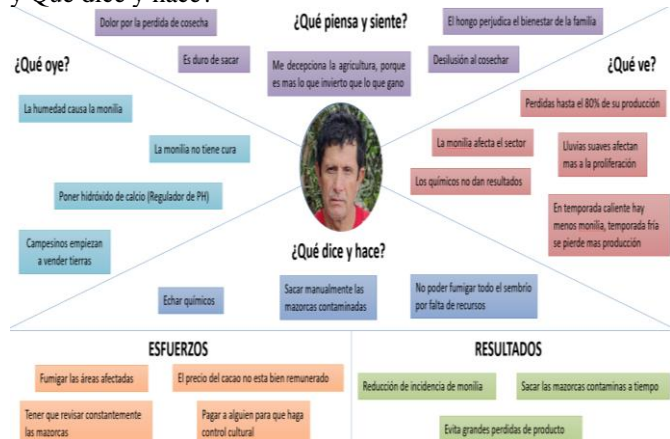 y Qué dice y hace?
¿Qué piensa y siente?
Dolor por la perdida de cosecha
El hongo perjudica el bienestar de la familia
Es duro de sacar
Me decepciona la agricultura, porque
es mas lo que invierto que lo que gano
Desilusión al cosechar
¿Qué oye?
La humedad causa la monilia
La monilia no tiene cura
Poner hidróxido de calcio (Regulador de PH)
Campesinos empiezan
a vender tierras
¿Qué ve?
Perdidas hasta el 80% de su producción
La monilia afecta el sector
Lluvias suaves afectan
mas a la proliferación
Los químicos no dan resultados
En temporada caliente hay
menos monilia, temporada fría
se pierde mas producción
¿Qué dice y hace?
Echar químicos
Sacar manualmente las
mazorcas contaminadas
No poder fumigar todo el sembrío
por falta de recursos
ESFUERZOS
Fumigar las áreas afectadas
El precio del cacao no esta bien remunerado
Tener que revisar constantemente
las mazorcas
Pagar a alguien para que haga
control cultural
RESULTADOS
Reducción de incidencia de monilia
Sacar las mazorcas contaminas a tiempo
Evita grandes perdidas de producto